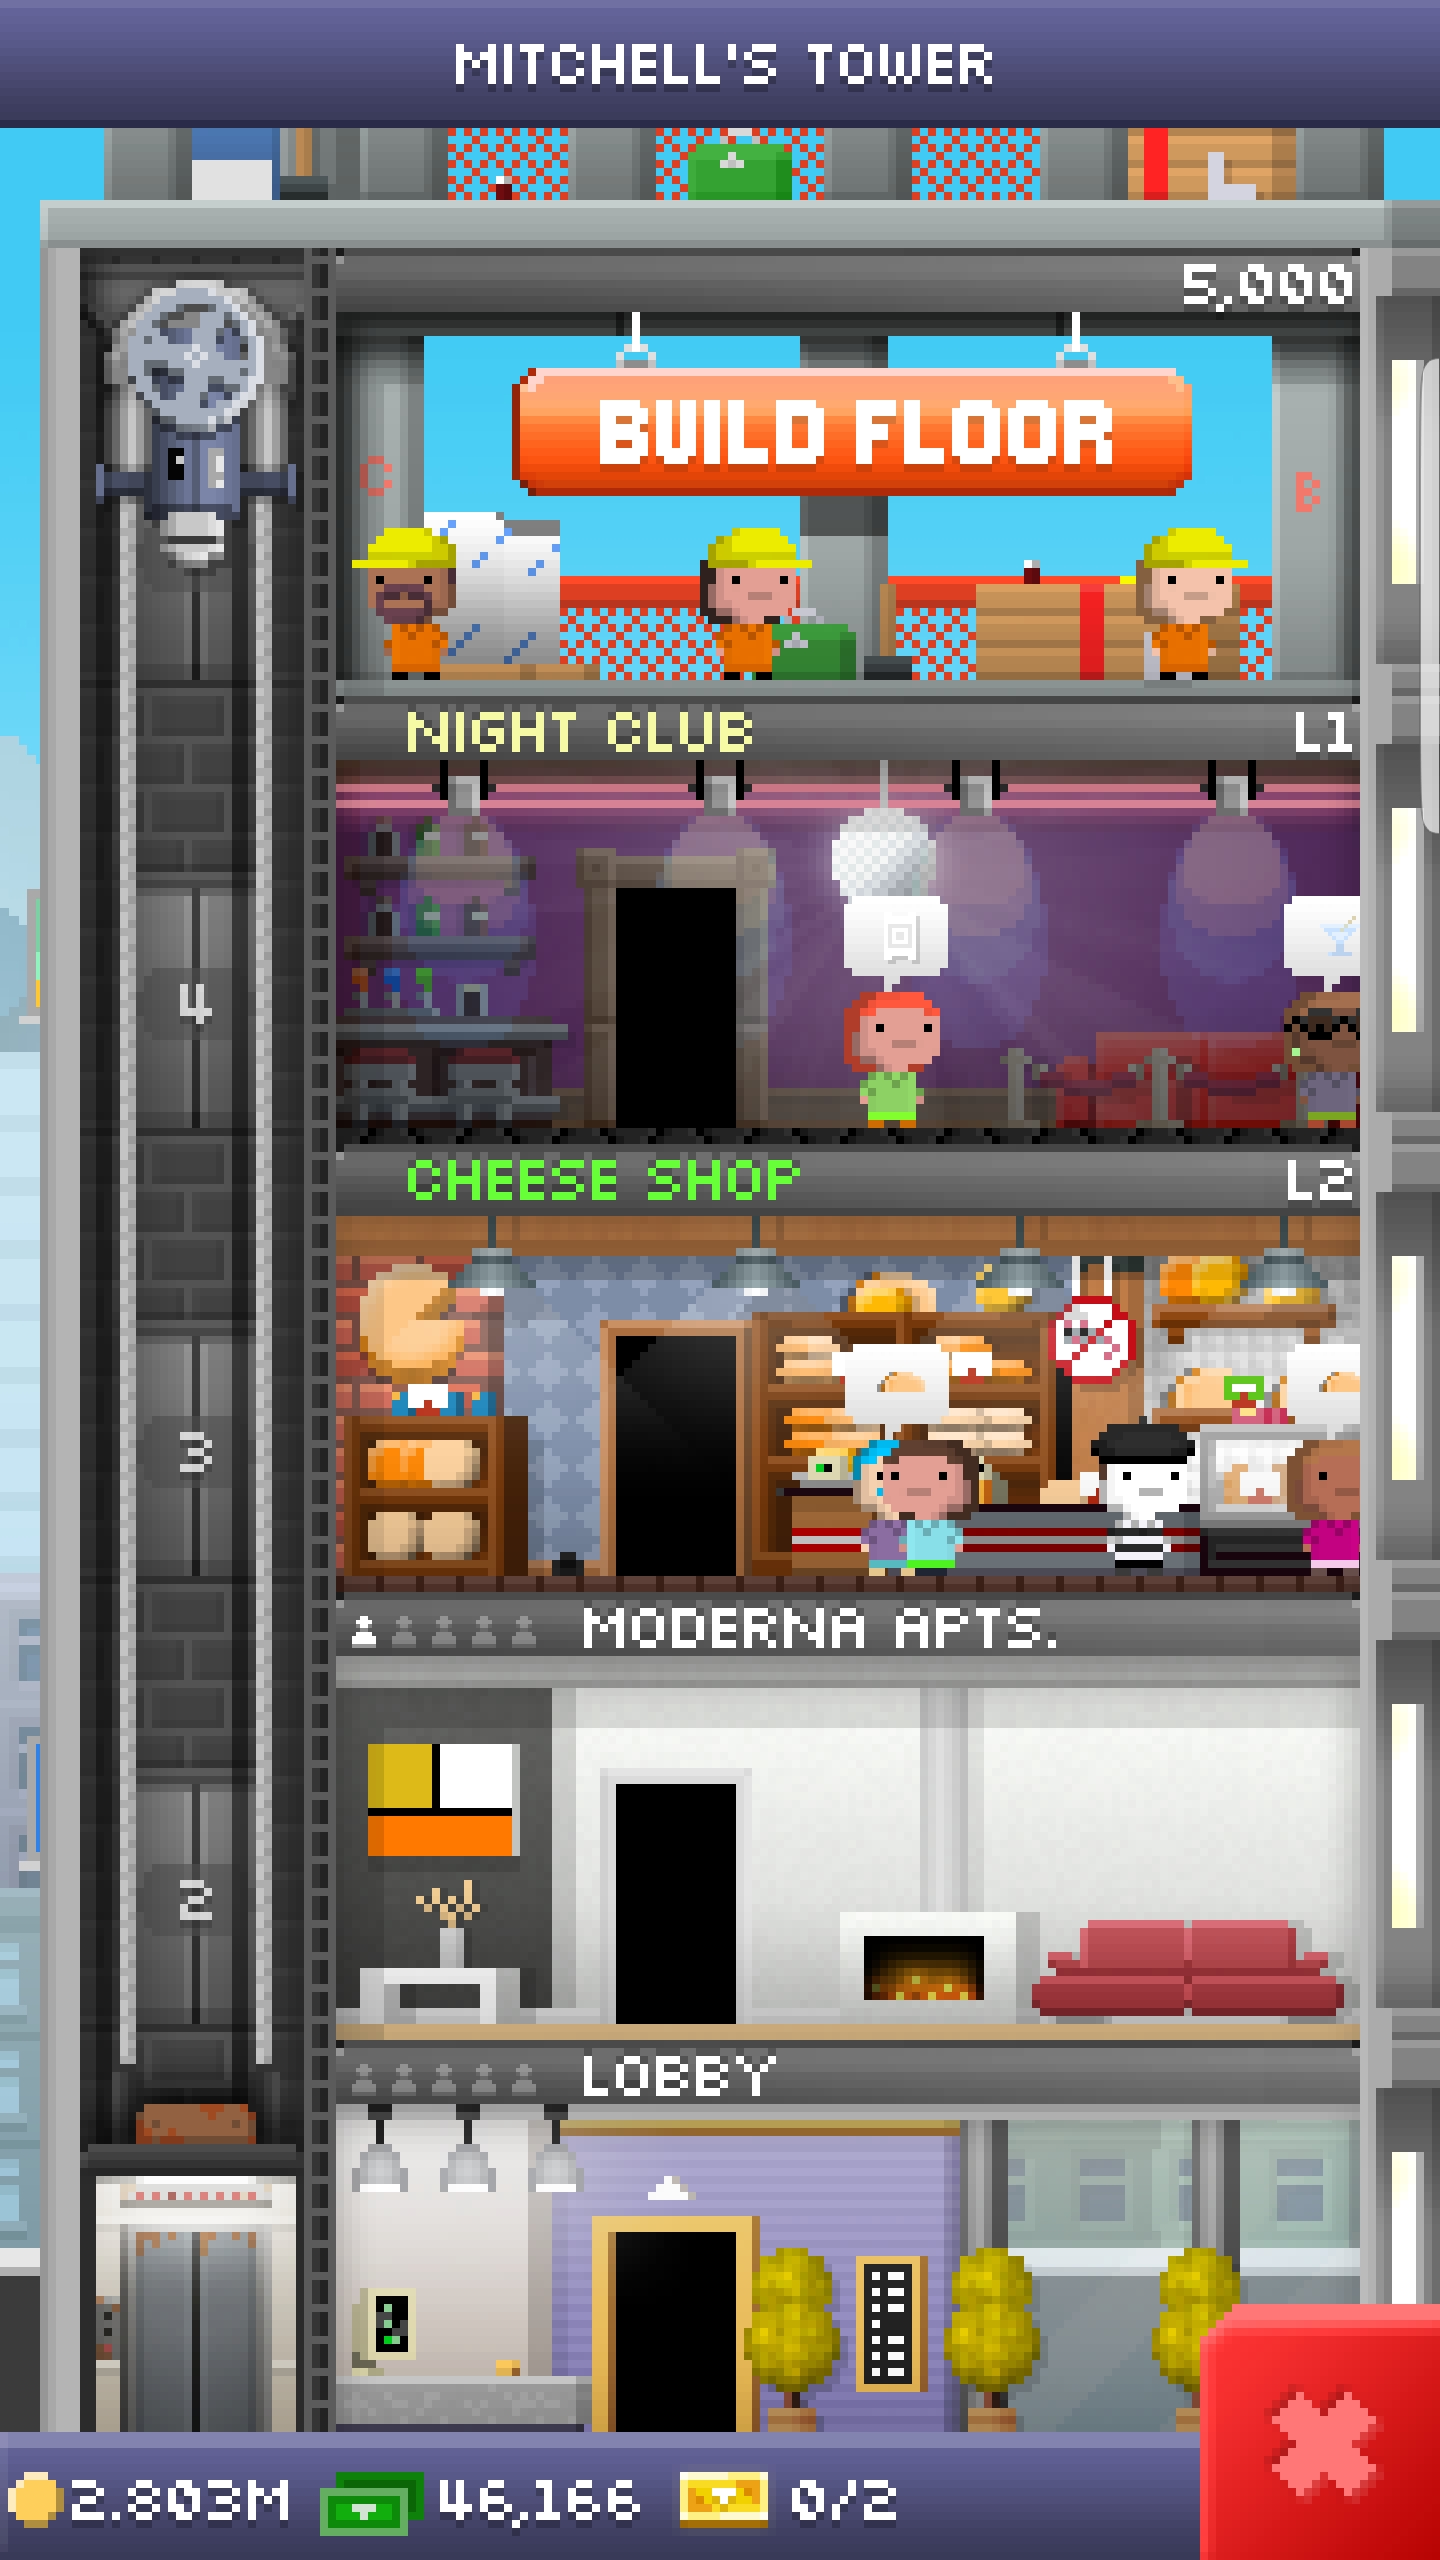 MITCHELL'S TOWER
5,000
BUILD FLOOR
C
B
NIGHT CLUB
L1
4
CHEESE SHOP
L2
3
MODERNA APTS.
2
LOBBY
2.803M
46,166
0/2